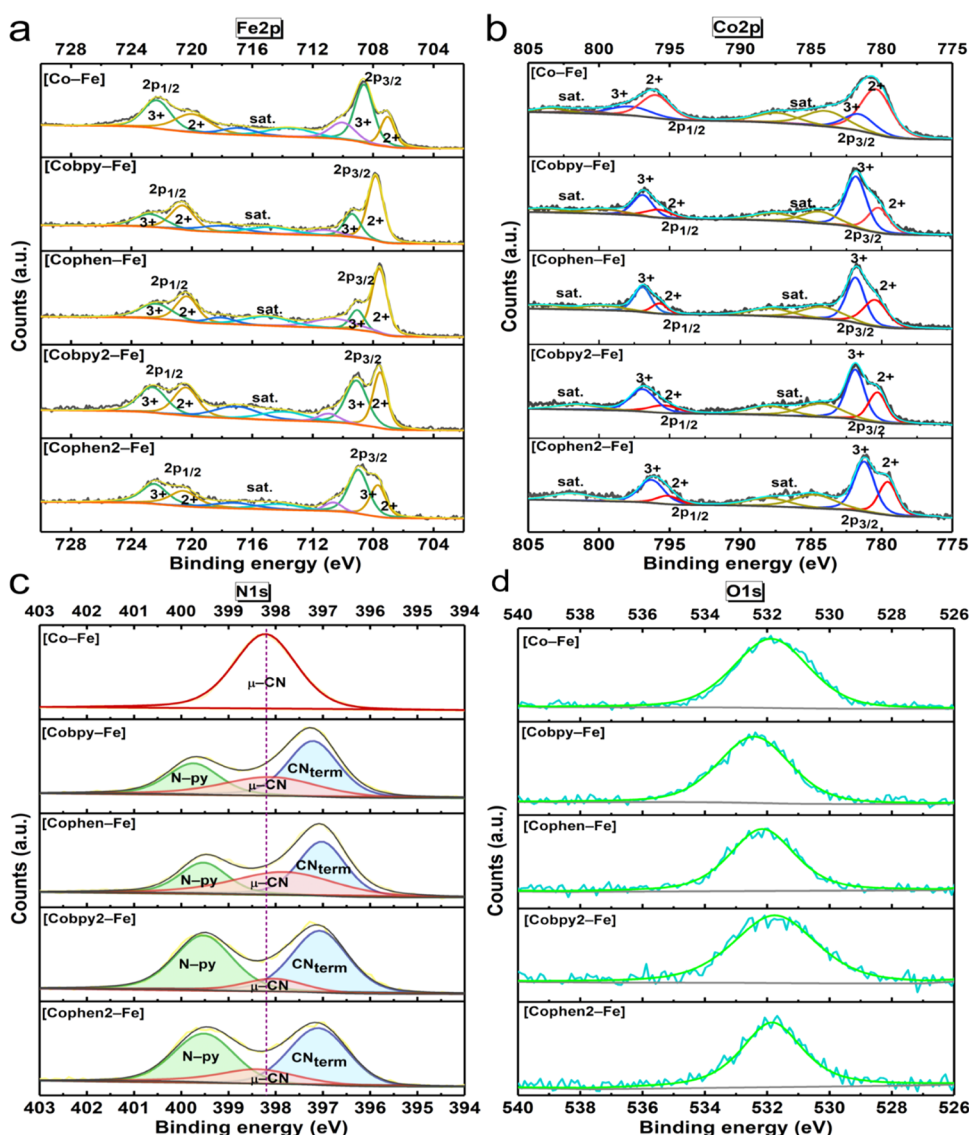 a
Fe2p
728 724 720 716 712 708 704
[Co–Fe]
2p1/2
2p3/2
3+
2+
sat.
3+
2+
[Cobpy–Fe]
2p1/2
2p3/2
3+
2+
sat.
3+
2+
[Cophen–Fe]
2p1/2
2p3/2
3+
2+
sat.
3+
2+
[Cobpy2–Fe]
2p1/2
2p3/2
3+
2+
sat.
3+
2+
[Cophen2–Fe]
2p1/2
2p3/2
3+
2+
sat.
3+
2+
Counts (a.u.)
728 724 720 716 712 708 704
Binding energy (eV)
b
Co2p
805 800 795 790 785 780 775
[Co–Fe]
sat.
3+
2+
2p1/2
sat.
3+
2+
2p3/2
[Cobpy–Fe]
sat.
3+
2+
2p1/2
sat.
3+
2+
2p3/2
[Cophen–Fe]
sat.
3+
2+
2p1/2
sat.
3+
2+
2p3/2
[Cobpy2–Fe]
sat.
3+
2+
2p1/2
sat.
3+
2+
2p3/2
[Cophen2–Fe]
sat.
3+
2+
2p1/2
sat.
3+
2+
2p3/2
Counts (a.u.)
805 800 795 790 785 780 775
Binding energy (eV)
c
N1s
403 402 401 400 399 398 397 396 395 394
[Co–Fe]
μ–CN
[Cobpy–Fe]
N–py
μ–CN
CNterm
[Cophen–Fe]
N–py
μ–CN
CNterm
[Cobpy2–Fe]
N–py
μ–CN
CNterm
[Cophen2–Fe]
N–py
μ–CN
CNterm
Counts (a.u.)
403 402 401 400 399 398 397 396 395 394
Binding energy (eV)
d
O1s
540 538 536 534 532 530 528 526
[Co–Fe]
[Cobpy–Fe]
[Cophen–Fe]
[Cobpy2–Fe]
[Cophen2–Fe]
Counts (a.u.)
540 538 536 534 532 530 528 526
Binding energy (eV)